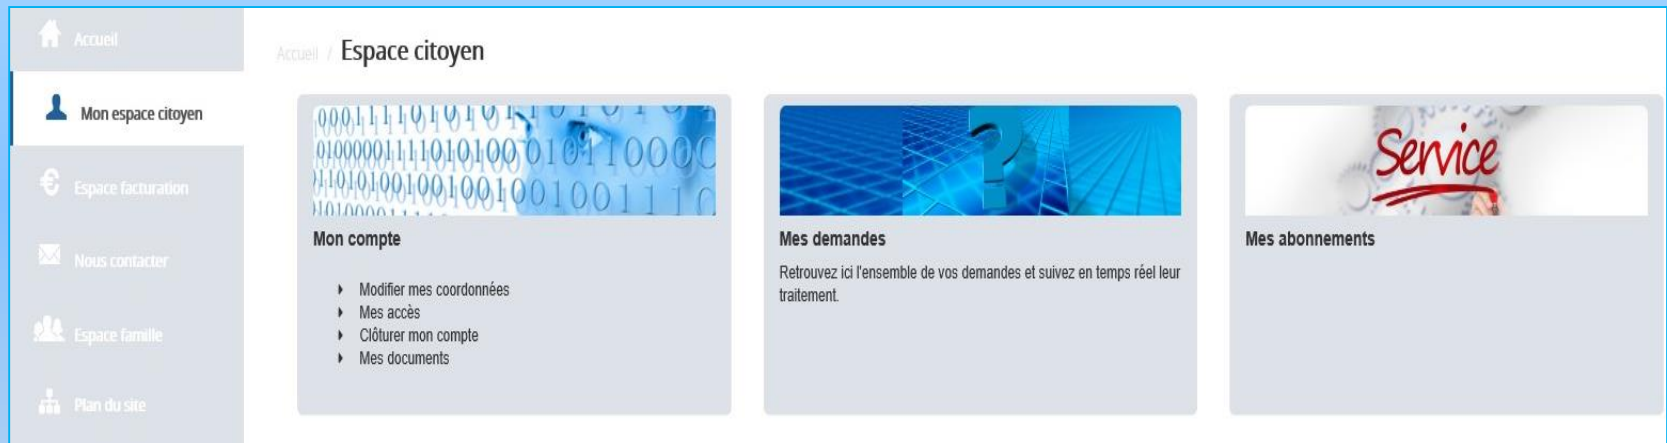 Accueil
Mon espace citoyen
Espace facturation
Nous contacter
Espace famille
Plan du site
Accueil / Espace citoyen
Mon compte
Modifier mes coordonnées
Mes accès
Clôturer mon compte
Mes documents
?
Mes demandes
Retrouvez ici l'ensemble de vos demandes et suivez en temps réel leur
traitement.
Service
Mes abonnements